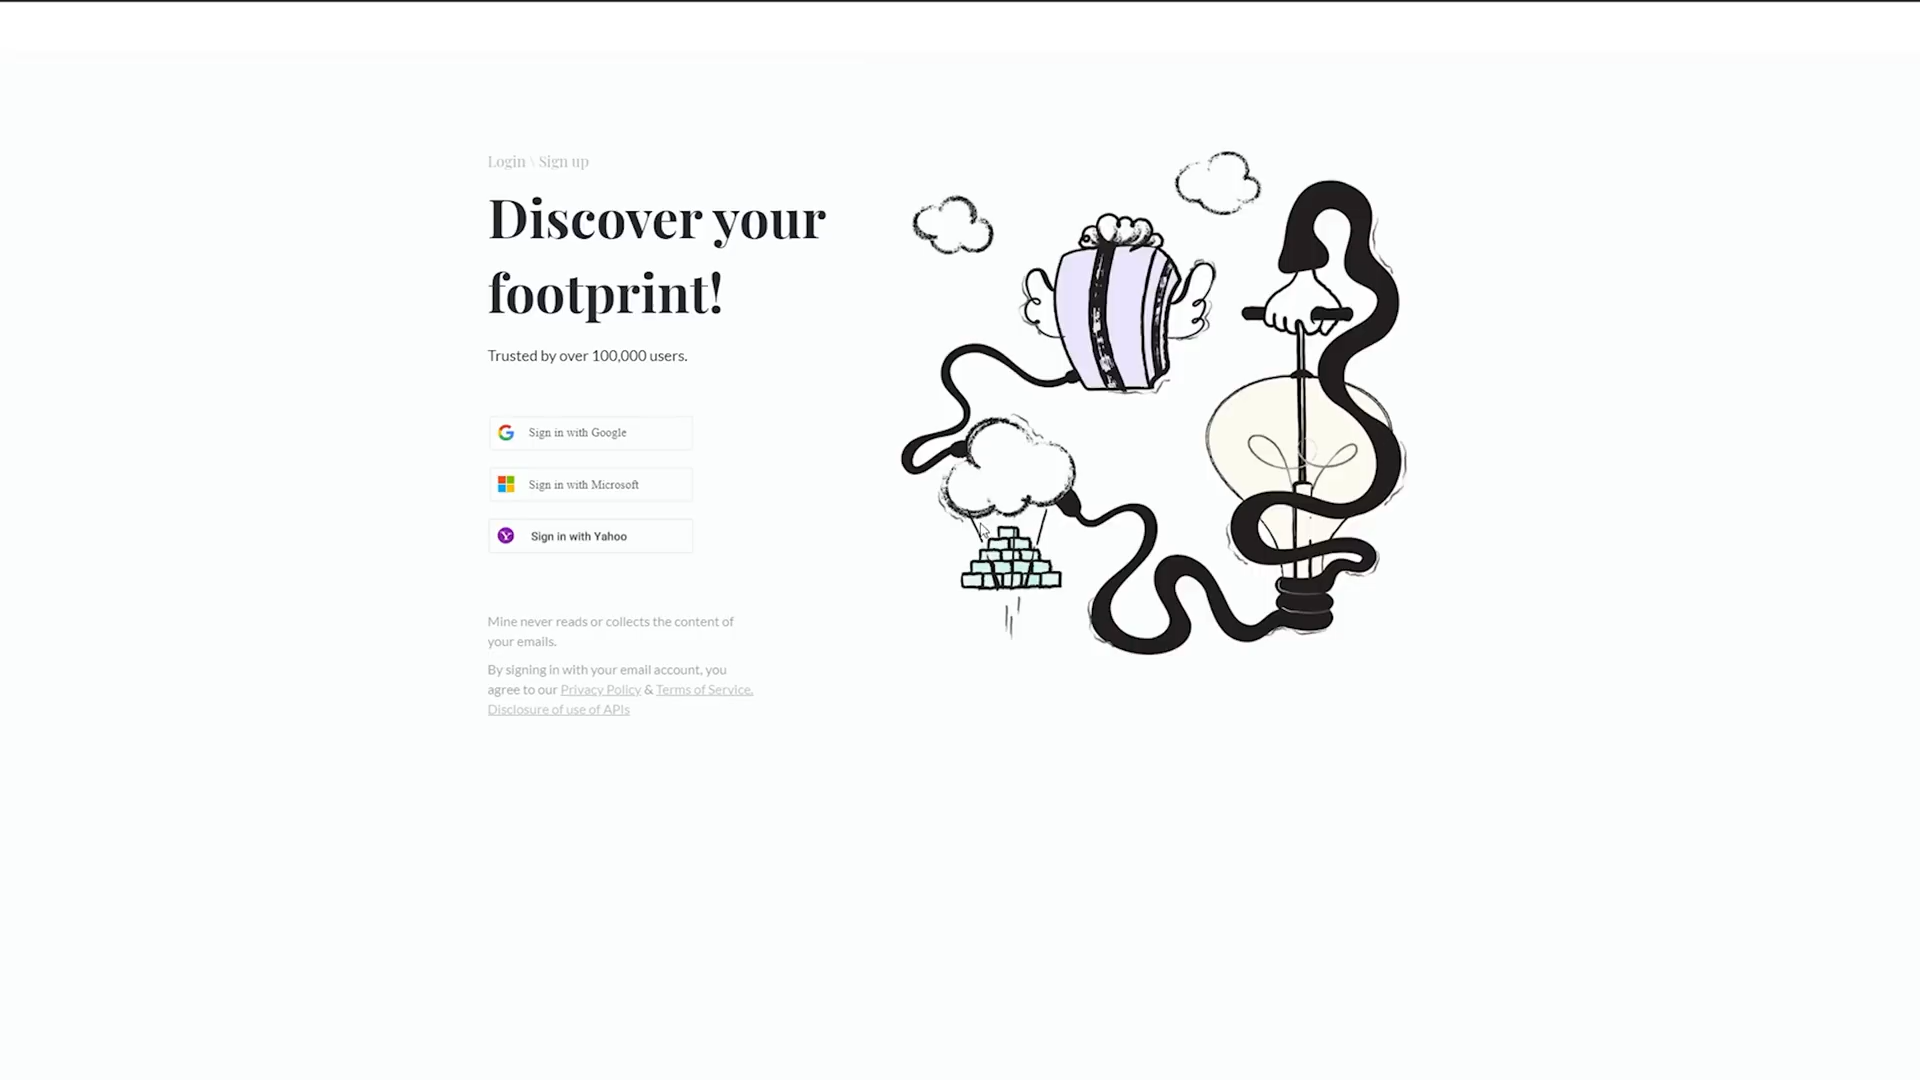 Login \ Sign up
Discover your
footprint!
Trusted by over 100,000 users.
Sign in with Google
Sign in with Microsoft
Sign in with Yahoo
Mine never reads or collects the content of
your emails.
By signing in with your email account, you
agree to our Privacy Policy & Terms of Service.
Disclosure of use of APIs